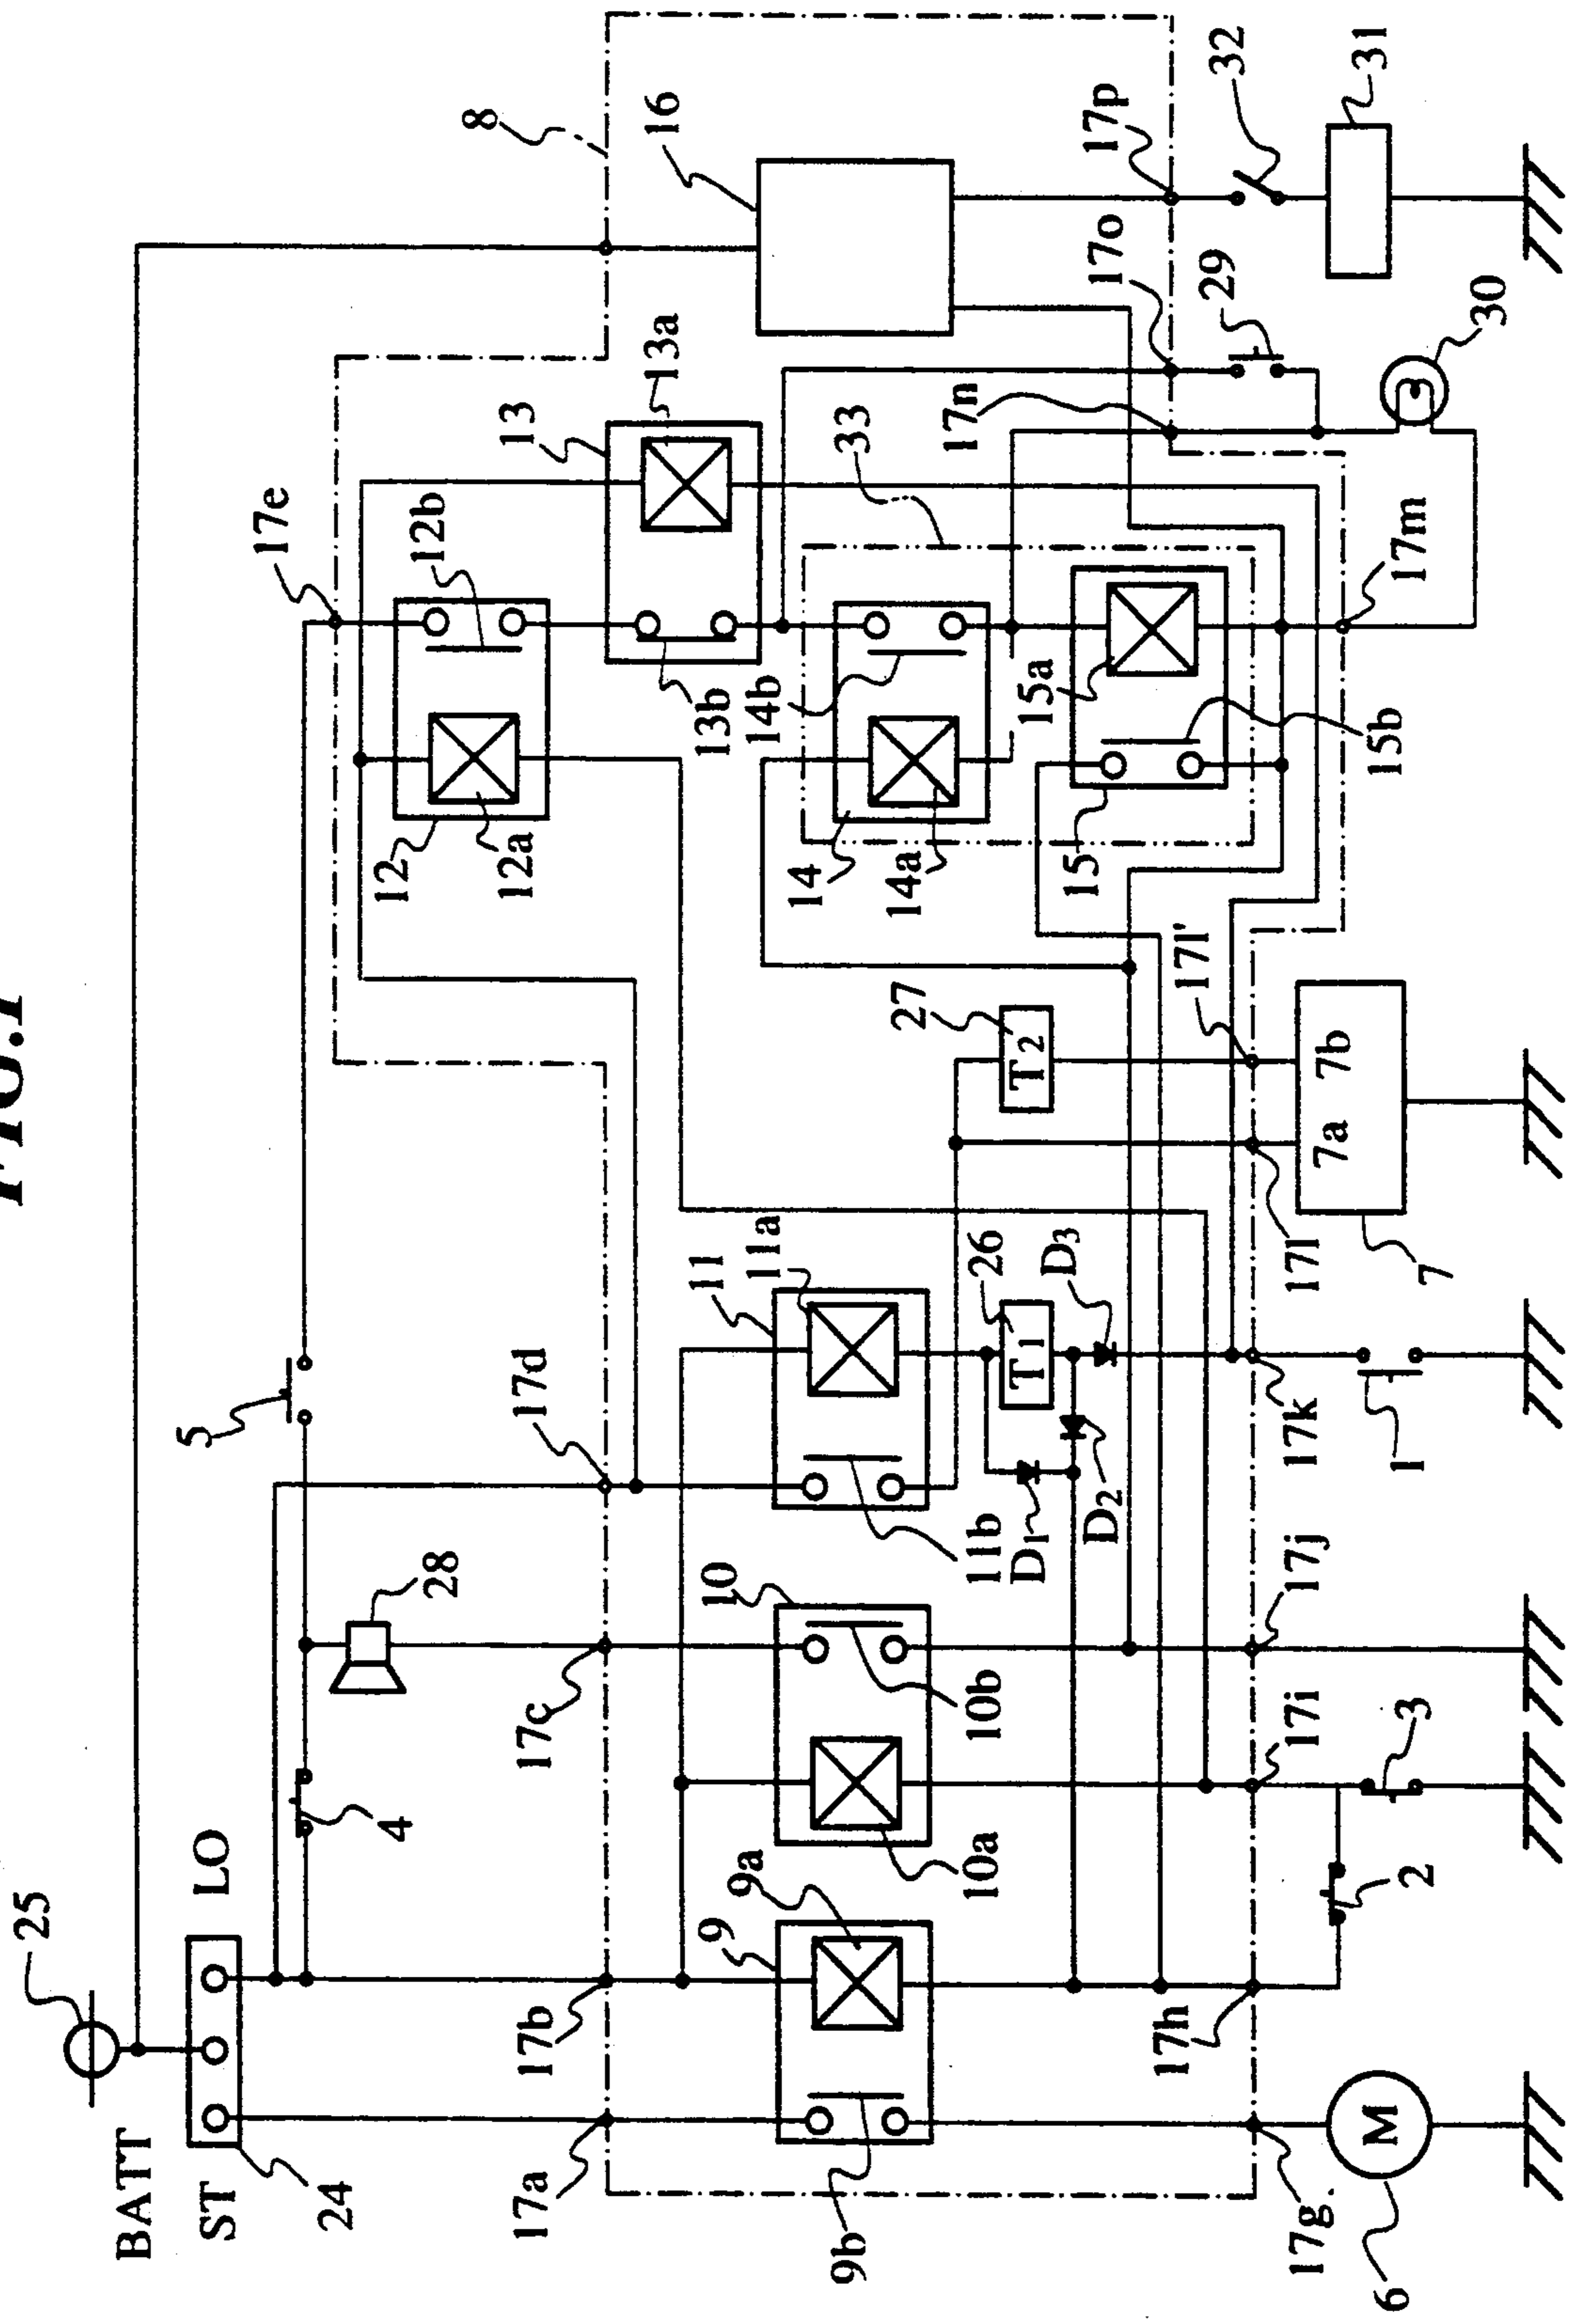 FIG.1
25
BATT
ST
LO
24
5
4
28
8
17e
17d
17c
17b
17a
12
12a
12b
13
13a
13b
16
33
14
14a
14b
15
15a
15b
11
11a
11b
10
10a
10b
9
9a
9b
T1
26
T2
27
D1
D2
D3
17g.
17h
17i
17j
17k
17l
17l'
17m
17n
17o
17p
M
6
2
3
1
7a
7b
7
29
30
32
31